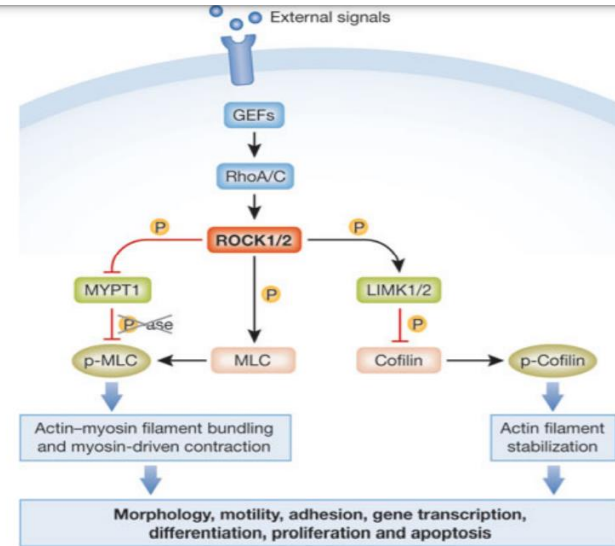 External signals
GEFs
RhoA/C
P
ROCK1/2
P
MYPT1
P
LIMK1/2
P-ase
P
p-MLC
MLC
Cofilin
p-Cofilin
Actin–myosin filament bundling
and myosin-driven contraction
Actin filament
stabilization
Morphology, motility, adhesion, gene transcription,
differentiation, proliferation and apoptosis